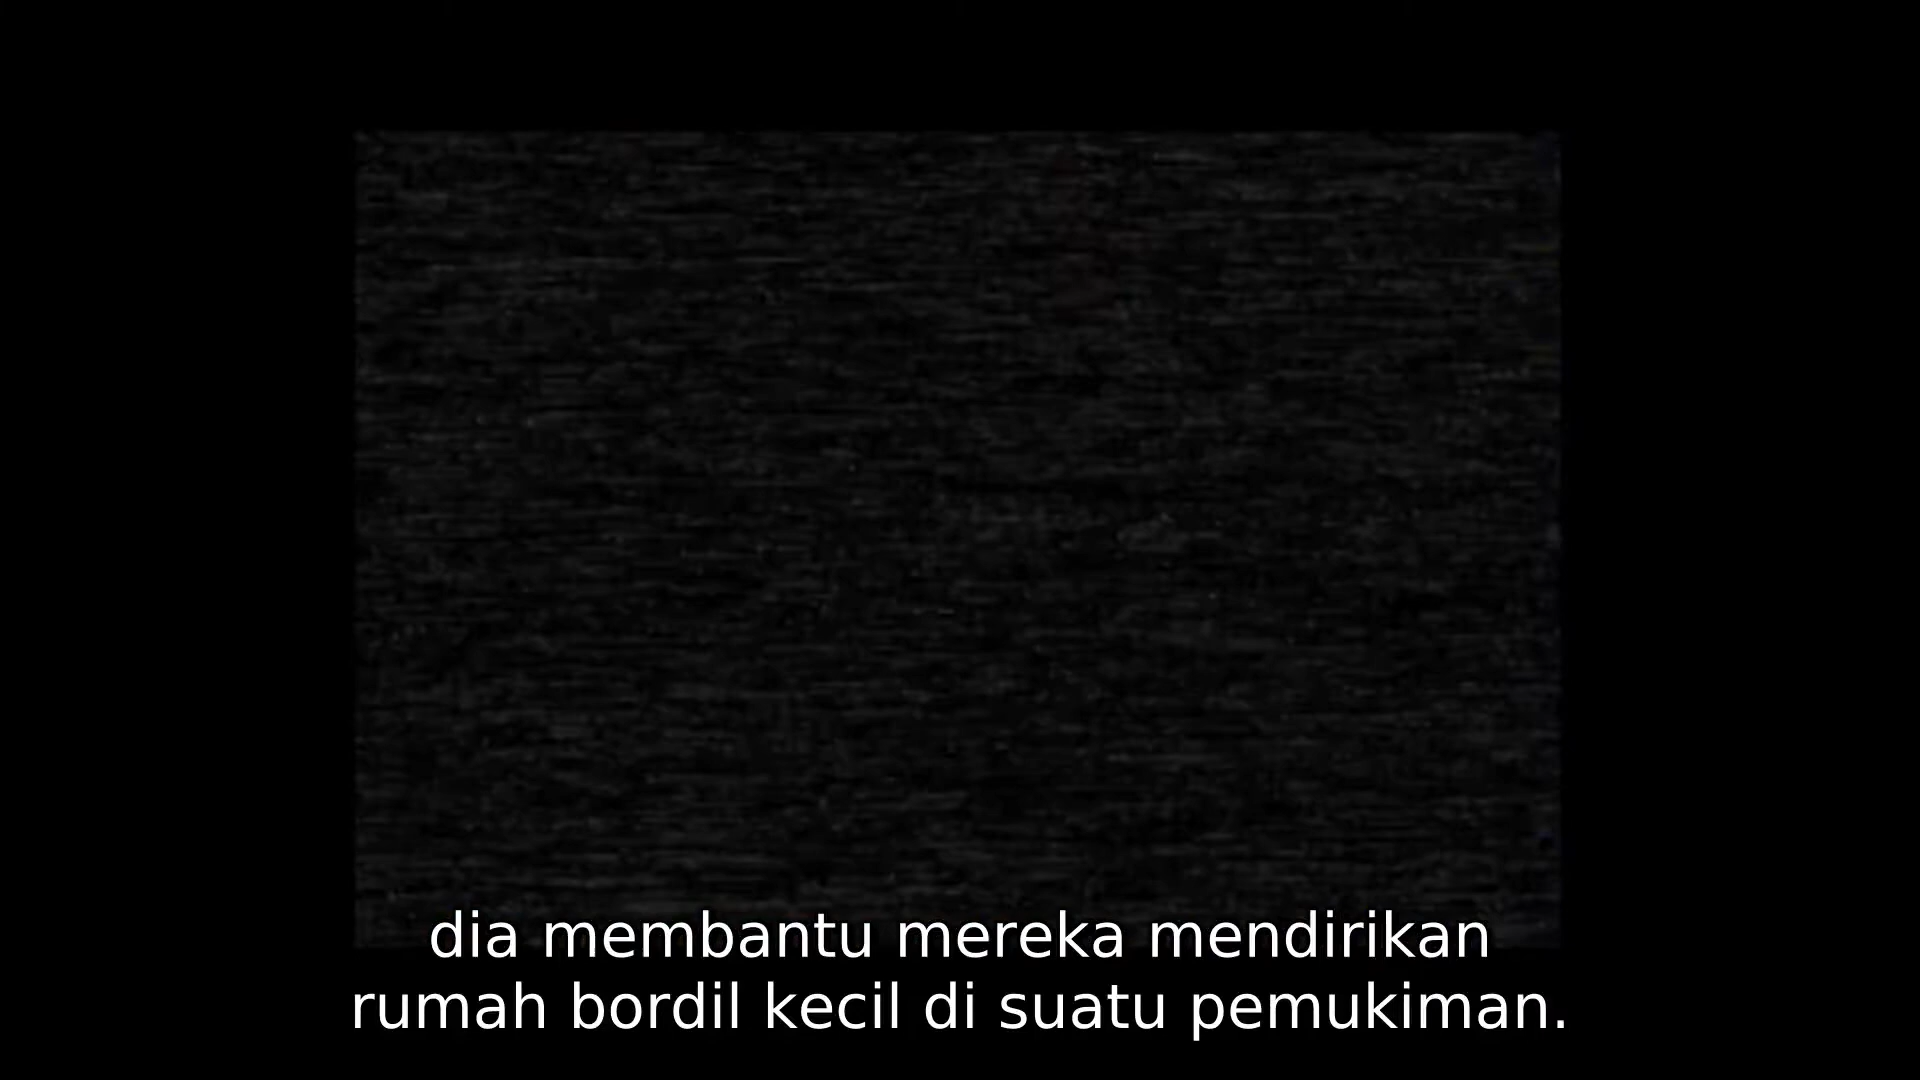 dia membantu mereka mendirikan
rumah bordil kecil di suatu pemukiman.